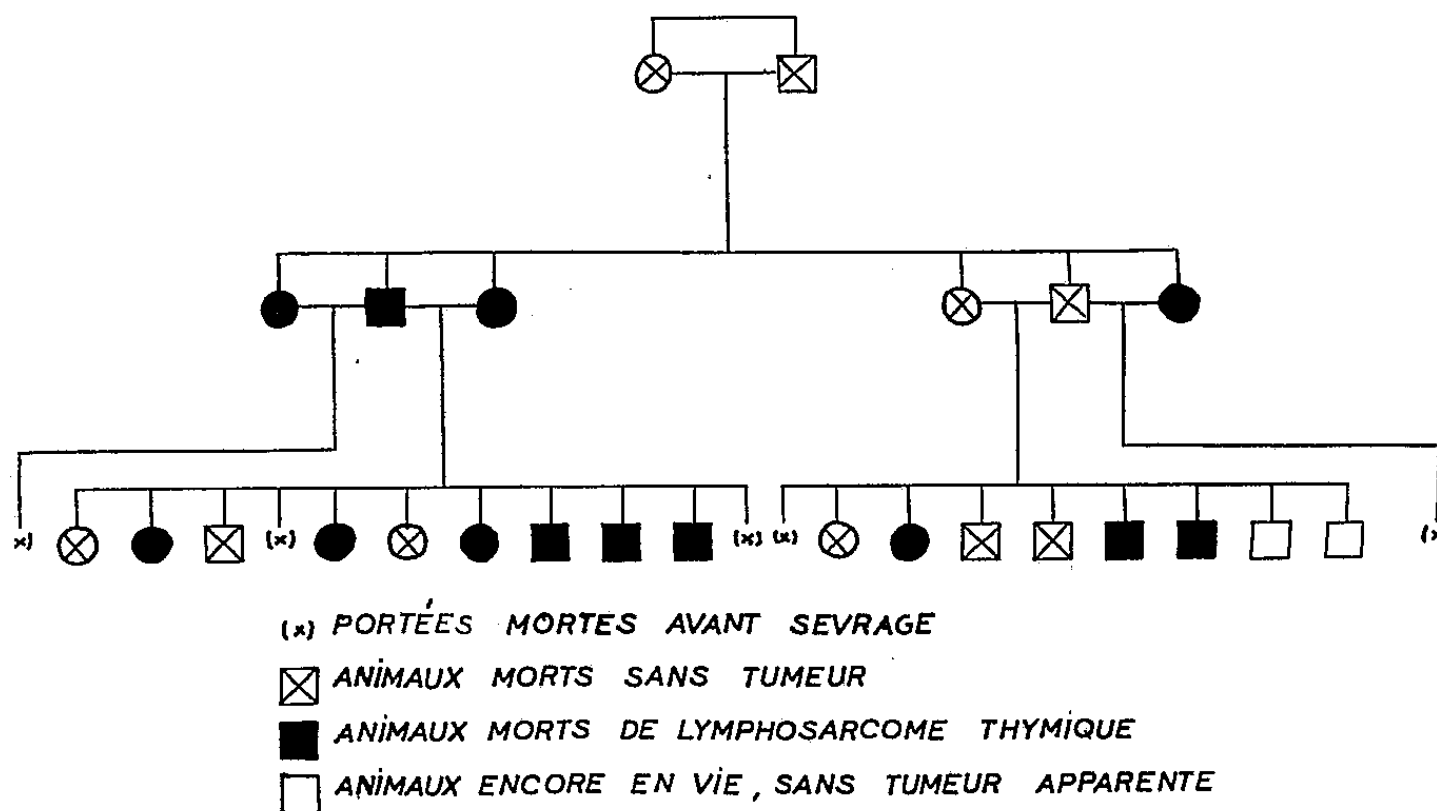 x) (x) (x) (x) (x
(x) PORTÉES MORTES AVANT SEVRAGE
ANIMAUX MORTS SANS TUMEUR
ANIMAUX MORTS DE LYMPHOSARCOME THYMIQUE
ANIMAUX ENCORE EN VIE, SANS TUMEUR APPARENTE